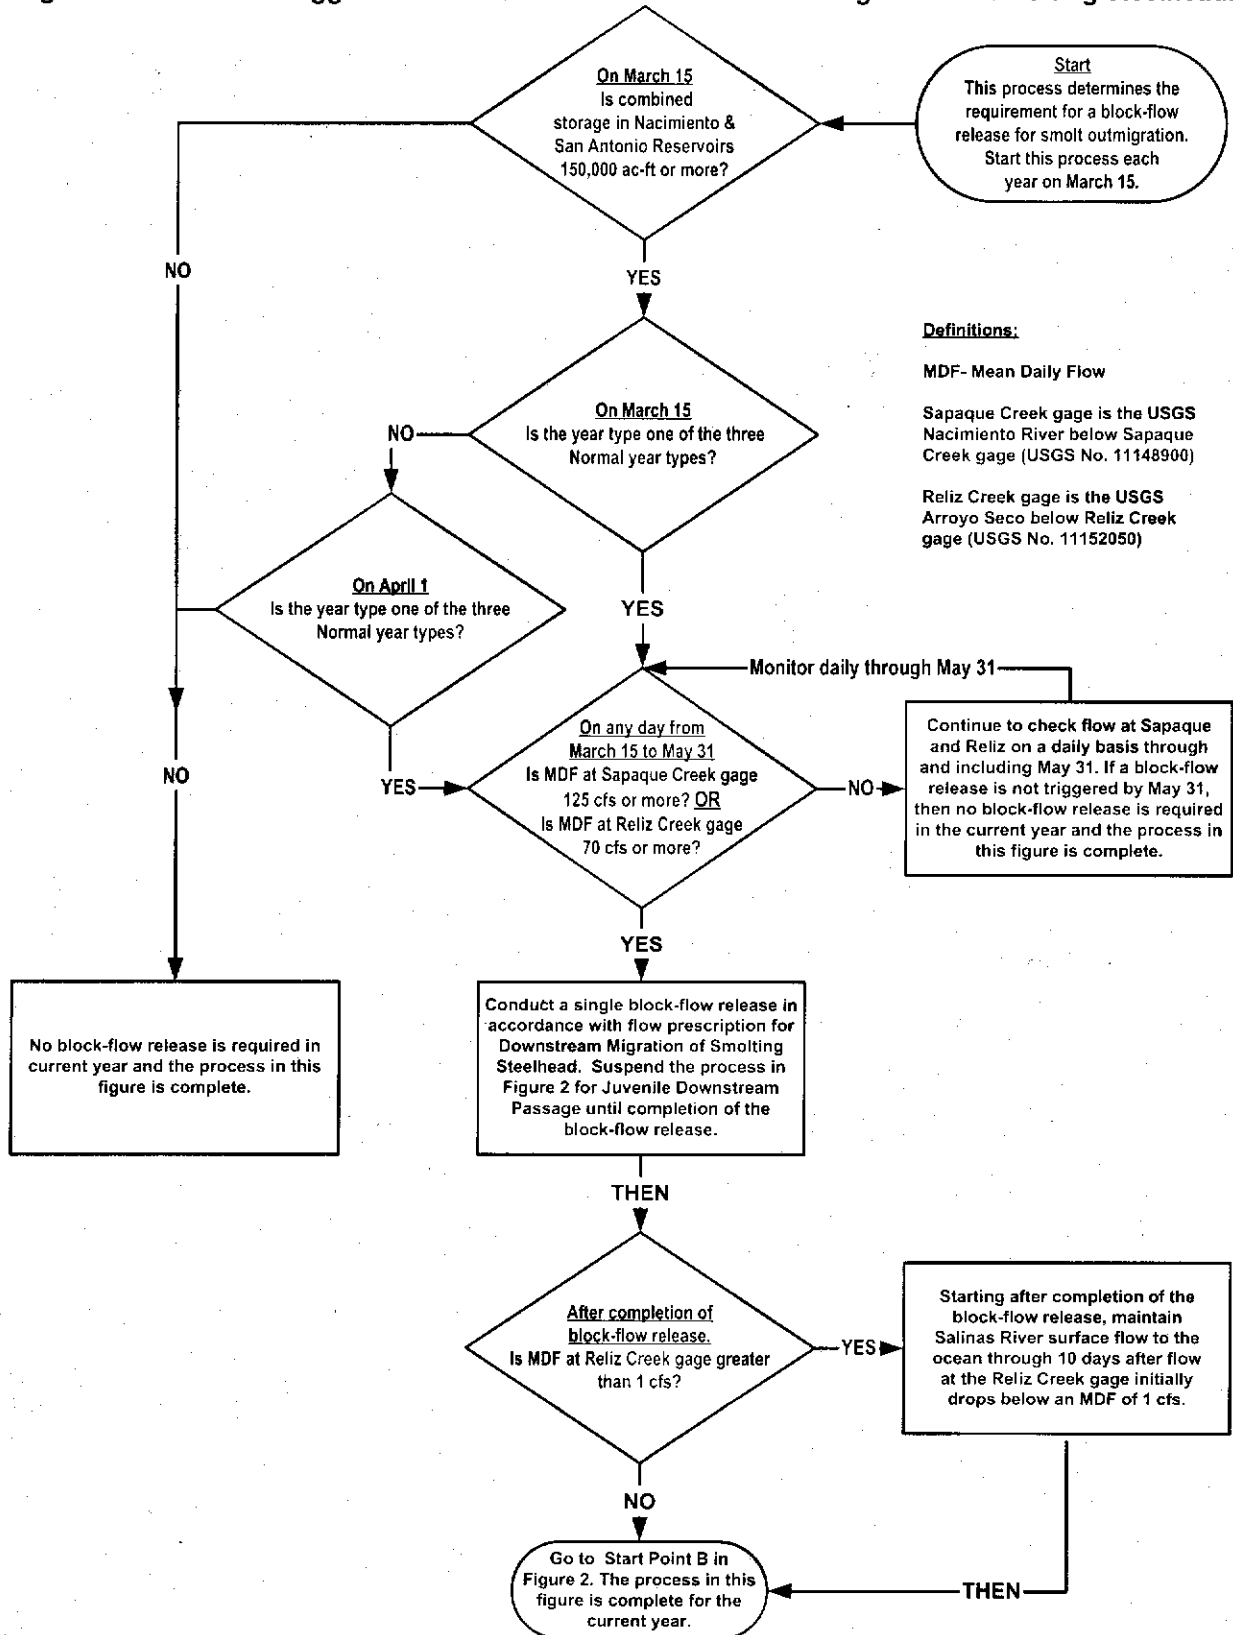 Start
This process determines the
requirement for a block-flow
release for smolt outmigration.
Start this process each
year on March 15.
On March 15
Is combined
storage in Nacimiento &
San Antonio Reservoirs
150,000 ac-ft or more?
NO
YES
Definitions:
MDF- Mean Daily Flow
Sapaque Creek gage is the USGS
Nacimiento River below Sapaque
Creek gage (USGS No. 11148900)
Reliz Creek gage is the USGS
Arroyo Seco below Reliz Creek
gage (USGS No. 11152050)
On March 15
Is the year type one of the three
Normal year types?
NO
YES
On April 1
Is the year type one of the three
Normal year types?
NO
YES
Monitor daily through May 31
On any day from
March 15 to May 31
Is MDF at Sapaque Creek gage
125 cfs or more? OR
Is MDF at Reliz Creek gage
70 cfs or more?
NO
Continue to check flow at Sapaque
and Reliz on a daily basis through
and including May 31. If a block-flow
release is not triggered by May 31,
then no block-flow release is required
in the current year and the process in
this figure is complete.
YES
No block-flow release is required in
current year and the process in this
figure is complete.
Conduct a single block-flow release in
accordance with flow prescription for
Downstream Migration of Smolting
Steelhead. Suspend the process in
Figure 2 for Juvenile Downstream
Passage until completion of the
block-flow release.
THEN
After completion of
block-flow release.
Is MDF at Reliz Creek gage greater
than 1 cfs?
YES
Starting after completion of the
block-flow release, maintain
Salinas River surface flow to the
ocean through 10 days after flow
at the Reliz Creek gage initially
drops below an MDF of 1 cfs.
NO
THEN
Go to Start Point B in
Figure 2. The process in this
figure is complete for the
current year.